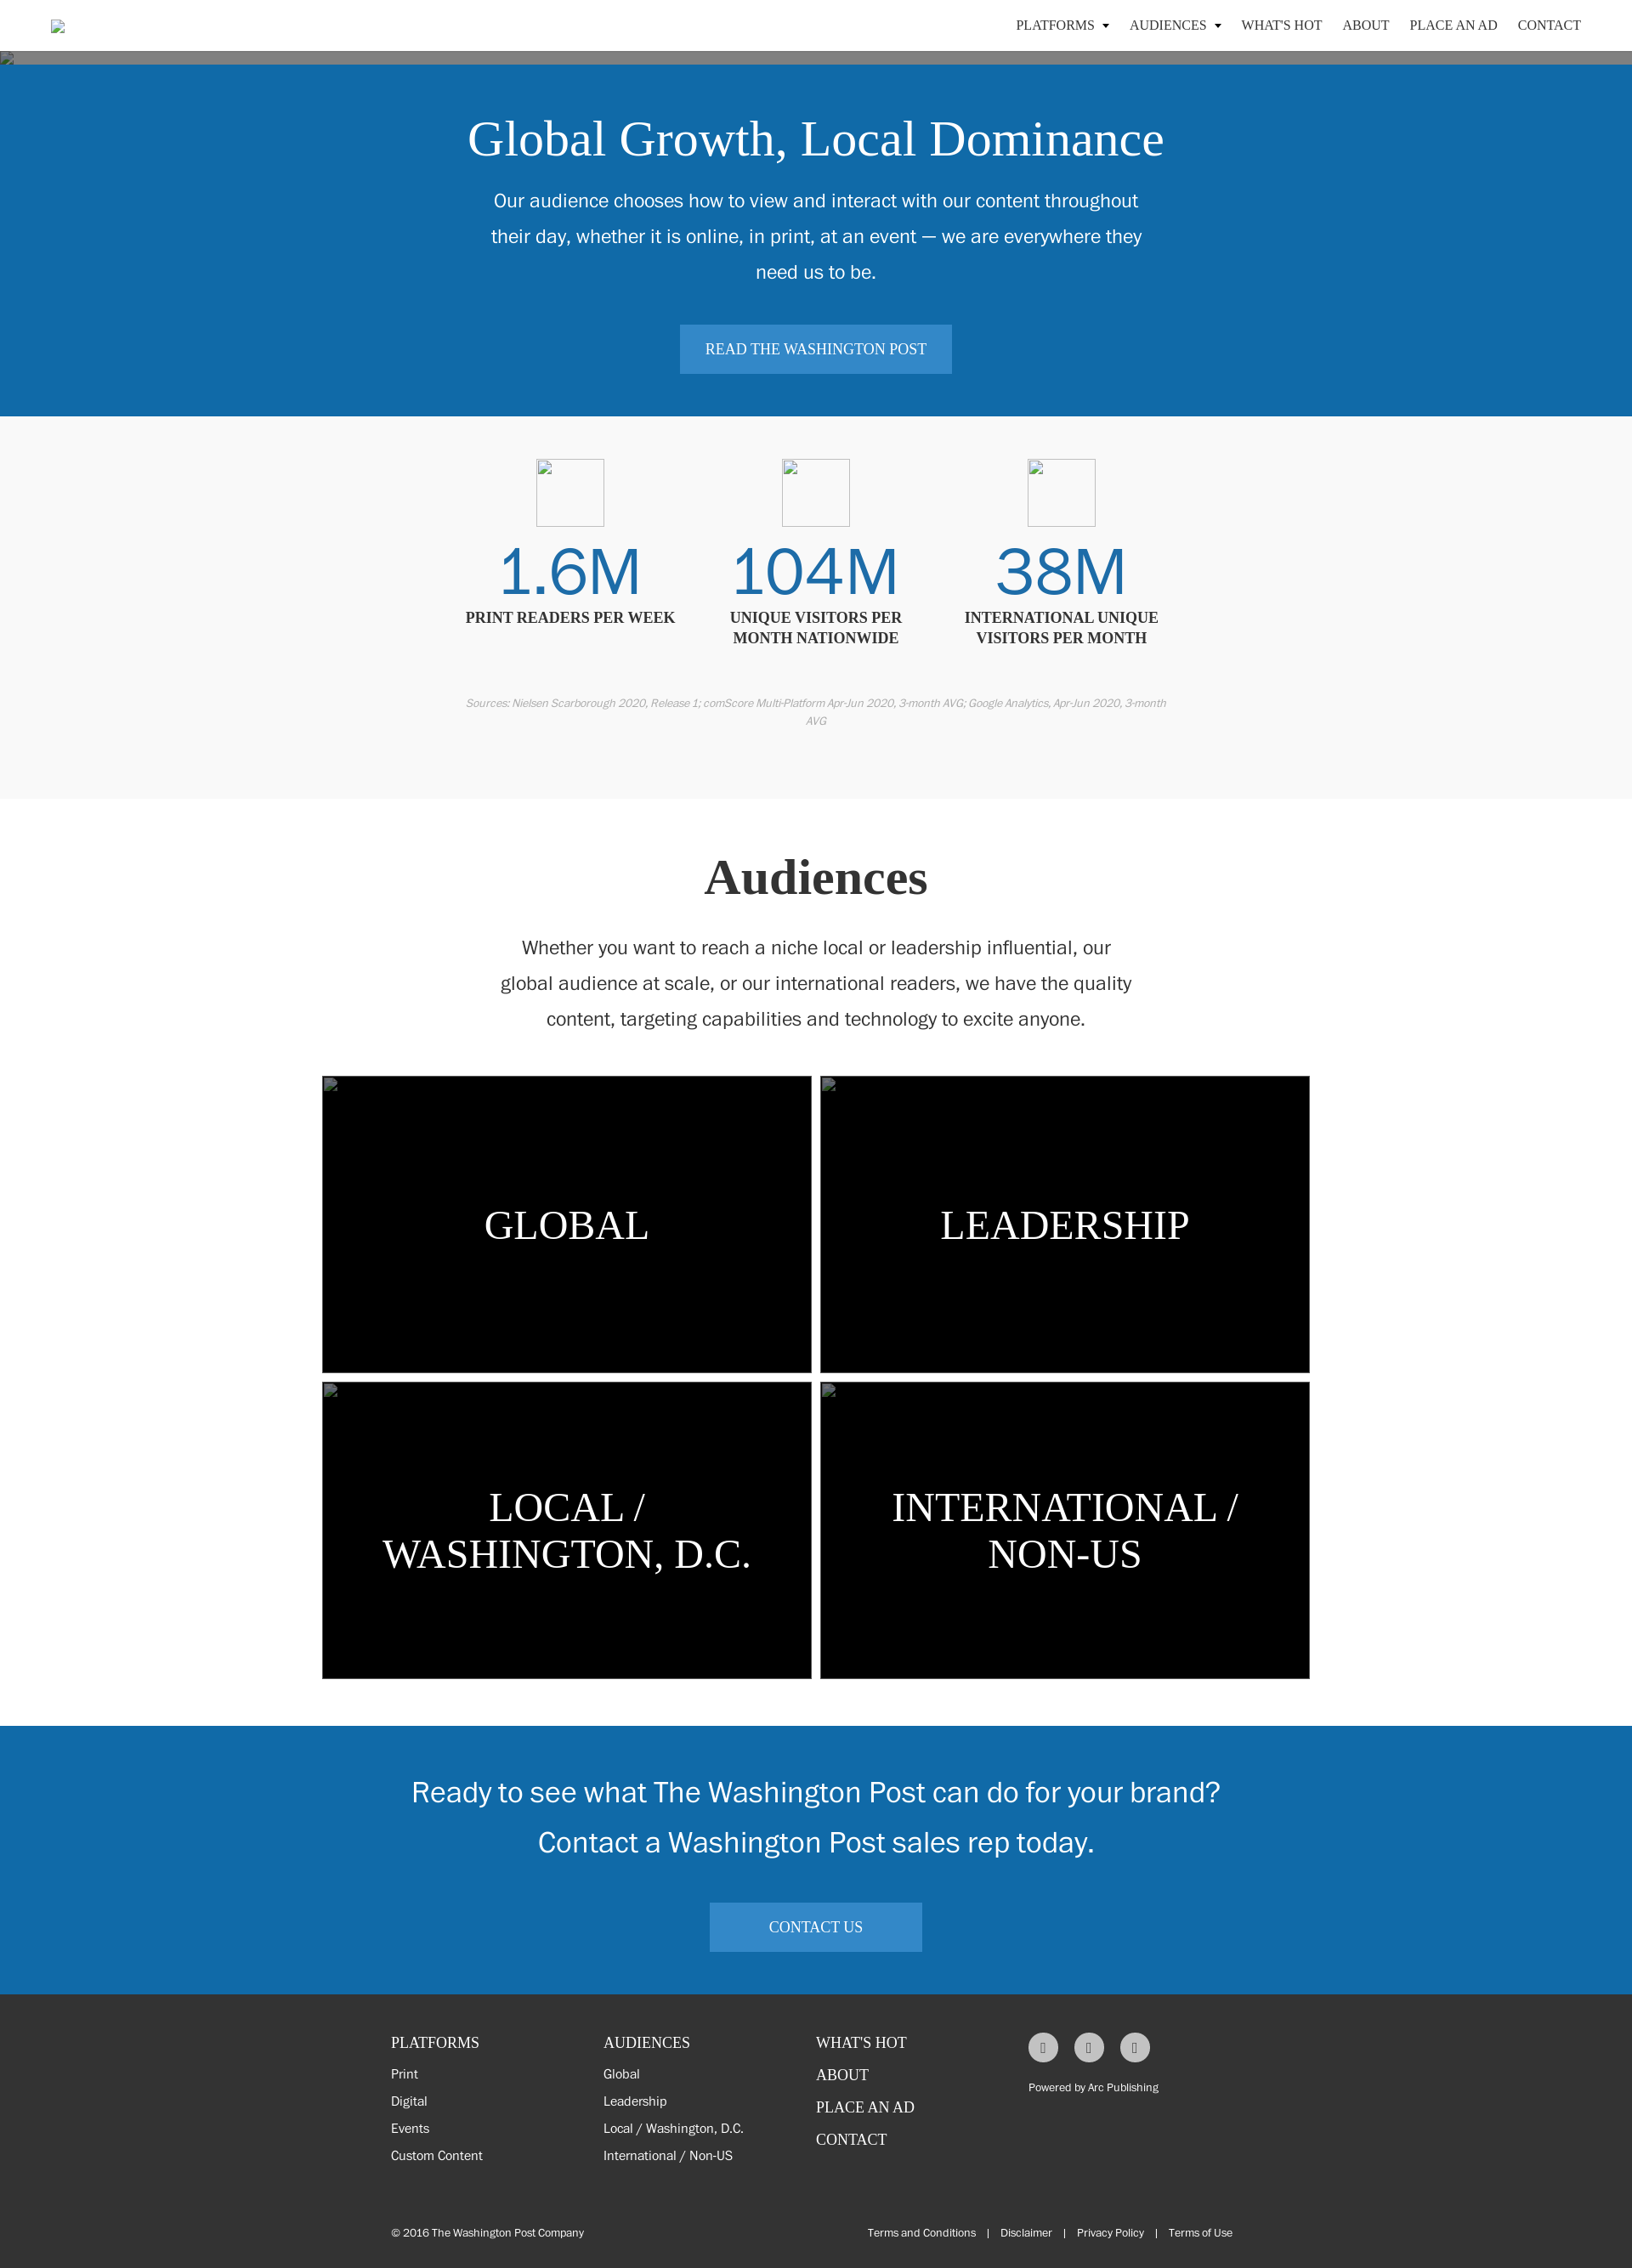 PLATFORMS AUDIENCES WHAT'S HOT ABOUT PLACE AN AD CONTACT
Global Growth, Local Dominance
Our audience chooses how to view and interact with our content throughout
their day, whether it is online, in print, at an event — we are everywhere they
need us to be.
READ THE WASHINGTON POST
1.6M
PRINT READERS PER WEEK
104M
UNIQUE VISITORS PER
MONTH NATIONWIDE
38M
INTERNATIONAL UNIQUE
VISITORS PER MONTH
Sources: Nielsen Scarborough 2020, Release 1; comScore Multi-Platform Apr-Jun 2020, 3-month AVG; Google Analytics, Apr-Jun 2020, 3-month
AVG
Audiences
Whether you want to reach a niche local or leadership influential, our
global audience at scale, or our international readers, we have the quality
content, targeting capabilities and technology to excite anyone.
GLOBAL
LEADERSHIP
LOCAL /
WASHINGTON, D.C.
INTERNATIONAL /
NON-US
Ready to see what The Washington Post can do for your brand?
Contact a Washington Post sales rep today.
CONTACT US
PLATFORMS
Print
Digital
Events
Custom Content
AUDIENCES
Global
Leadership
Local / Washington, D.C.
International / Non-US
WHAT'S HOT
ABOUT
PLACE AN AD
CONTACT
Powered by Arc Publishing
© 2016 The Washington Post Company
Terms and Conditions | Disclaimer | Privacy Policy | Terms of Use